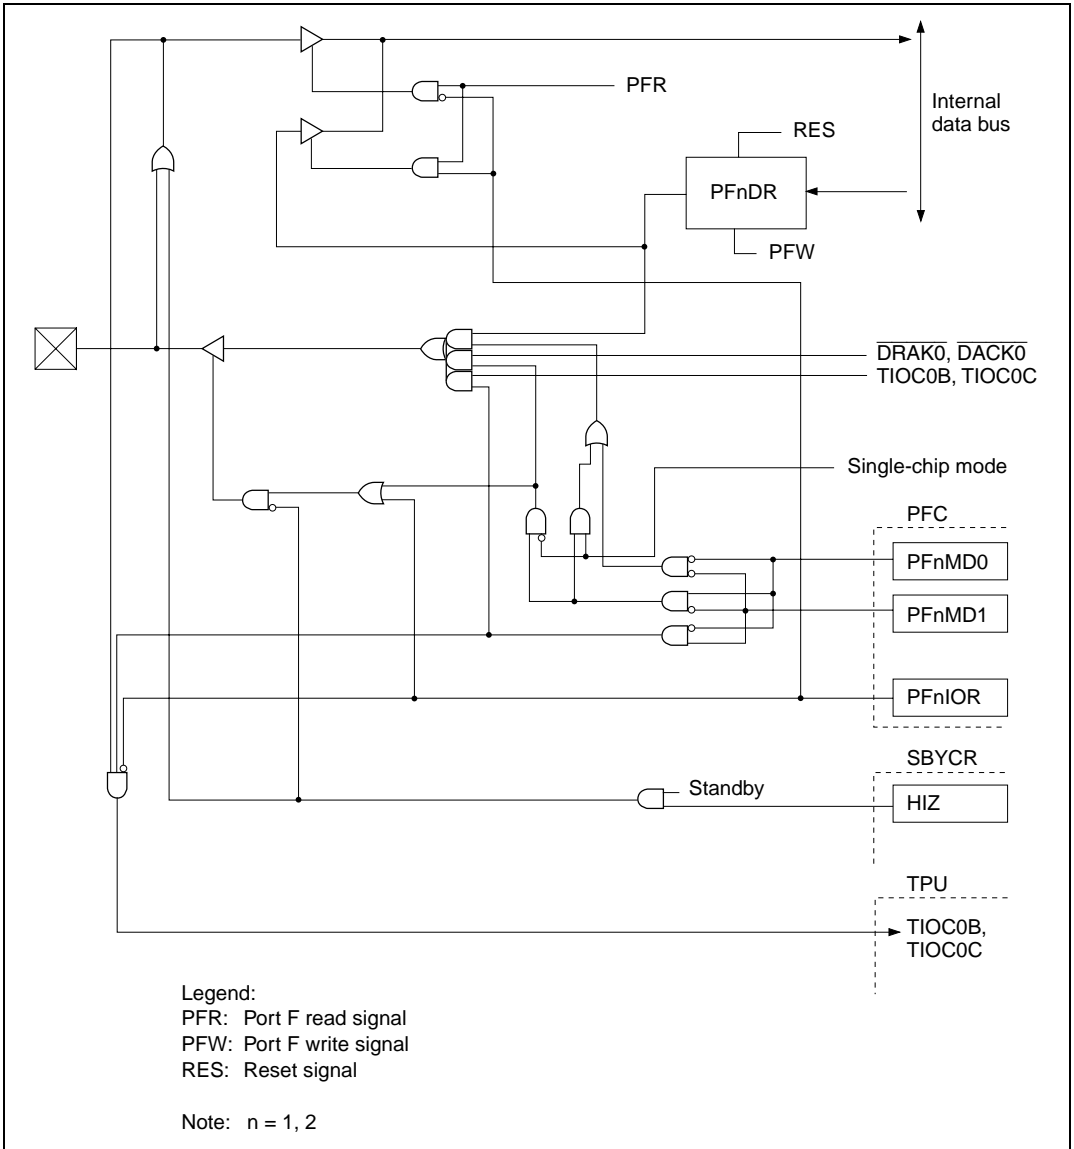 PFR
Internal
data bus
RES
PFnDR
PFW
DRAK0, DACK0
TIOC0B, TIOC0C
Single-chip mode
PFC
PFnMD0
PFnMD1
PFnIOR
SBYCR
Standby
HIZ
TPU
TIOC0B,
TIOC0C
Legend:
PFR: Port F read signal
PFW: Port F write signal
RES: Reset signal
Note: n = 1, 2